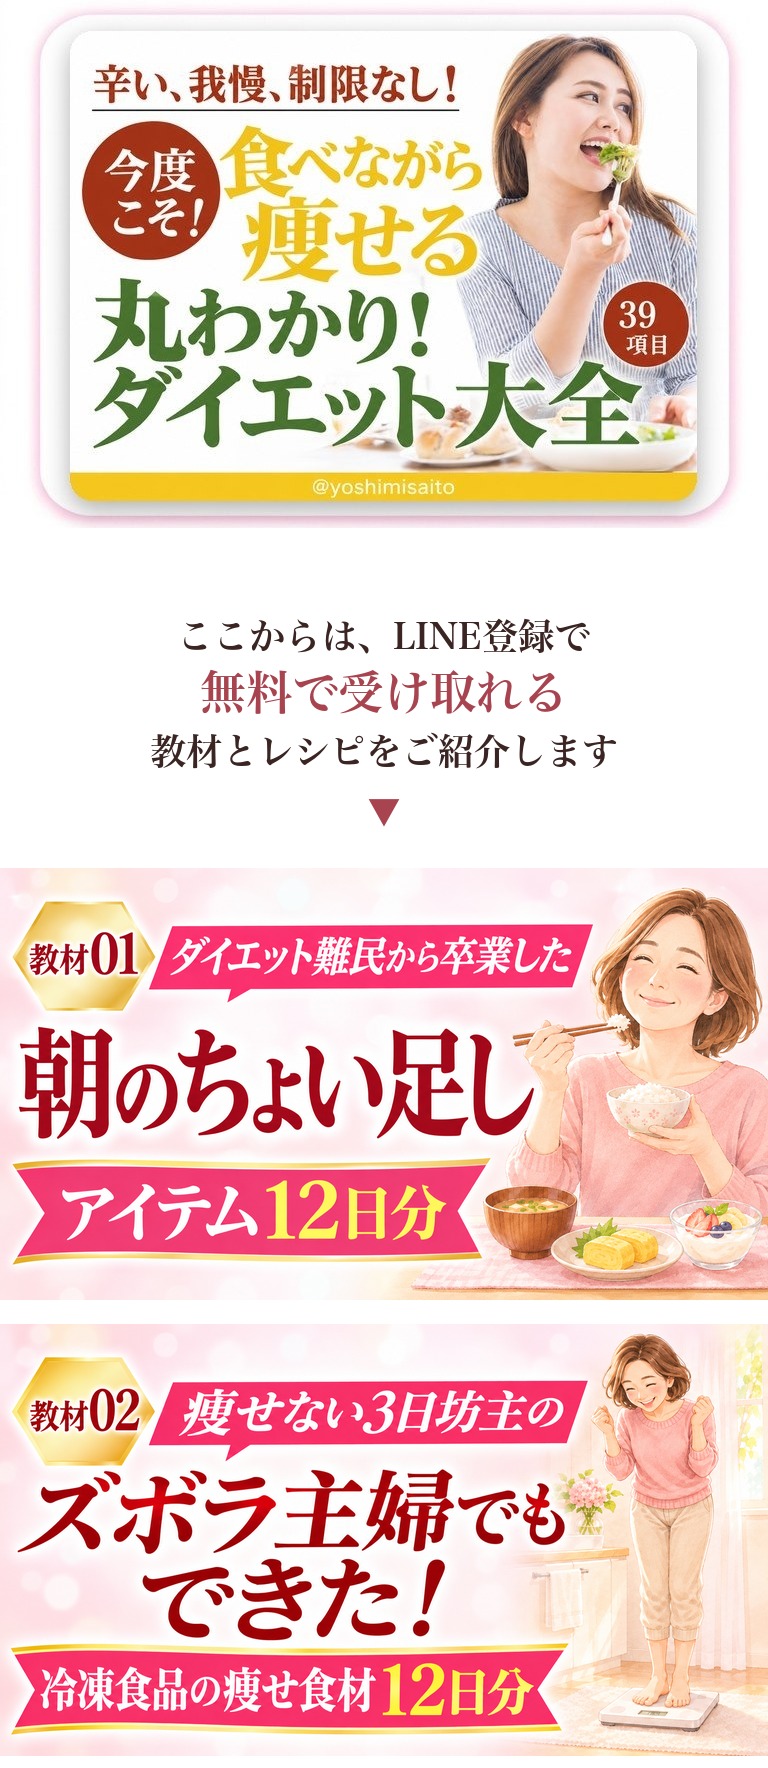 辛い、我慢、制限なし!
今度
こそ!
食べながら
痩せる
丸わかり!
ダイエット大全
39
項目
@yoshimisaito
ここからは、LINE登録で
無料で受け取れる
教材とレシピをご紹介します
▼
教材01
ダイエット難民から卒業した
朝のちょい足し
アイテム12日分
教材02
痩せない3日坊主の
ズボラ主婦でも
できた!
冷凍食品の痩せ食材12日分